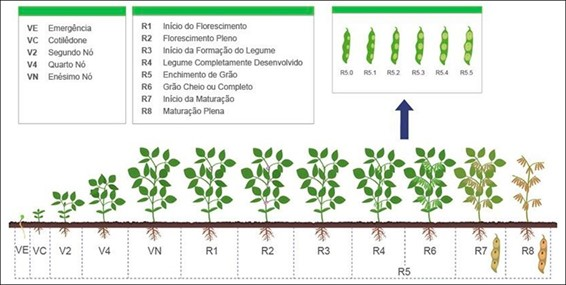 VE Emergência
VC Cotilédone
V2 Segundo Nó
V4 Quarto Nó
VN Enésimo Nó
R1 Início do Florescimento
R2 Florescimento Pleno
R3 Início da Formação do Legume
R4 Legume Completamente Desenvolvido
R5 Enchimento de Grão
R6 Grão Cheio ou Completo
R7 Início da Maturação
R8 Maturação Plena
R5.0 R5.1 R5.2 R5.3 R5.4 R5.5
VE VC V2 V4 VN R1 R2 R3 R4 R6 R7 R8
R5